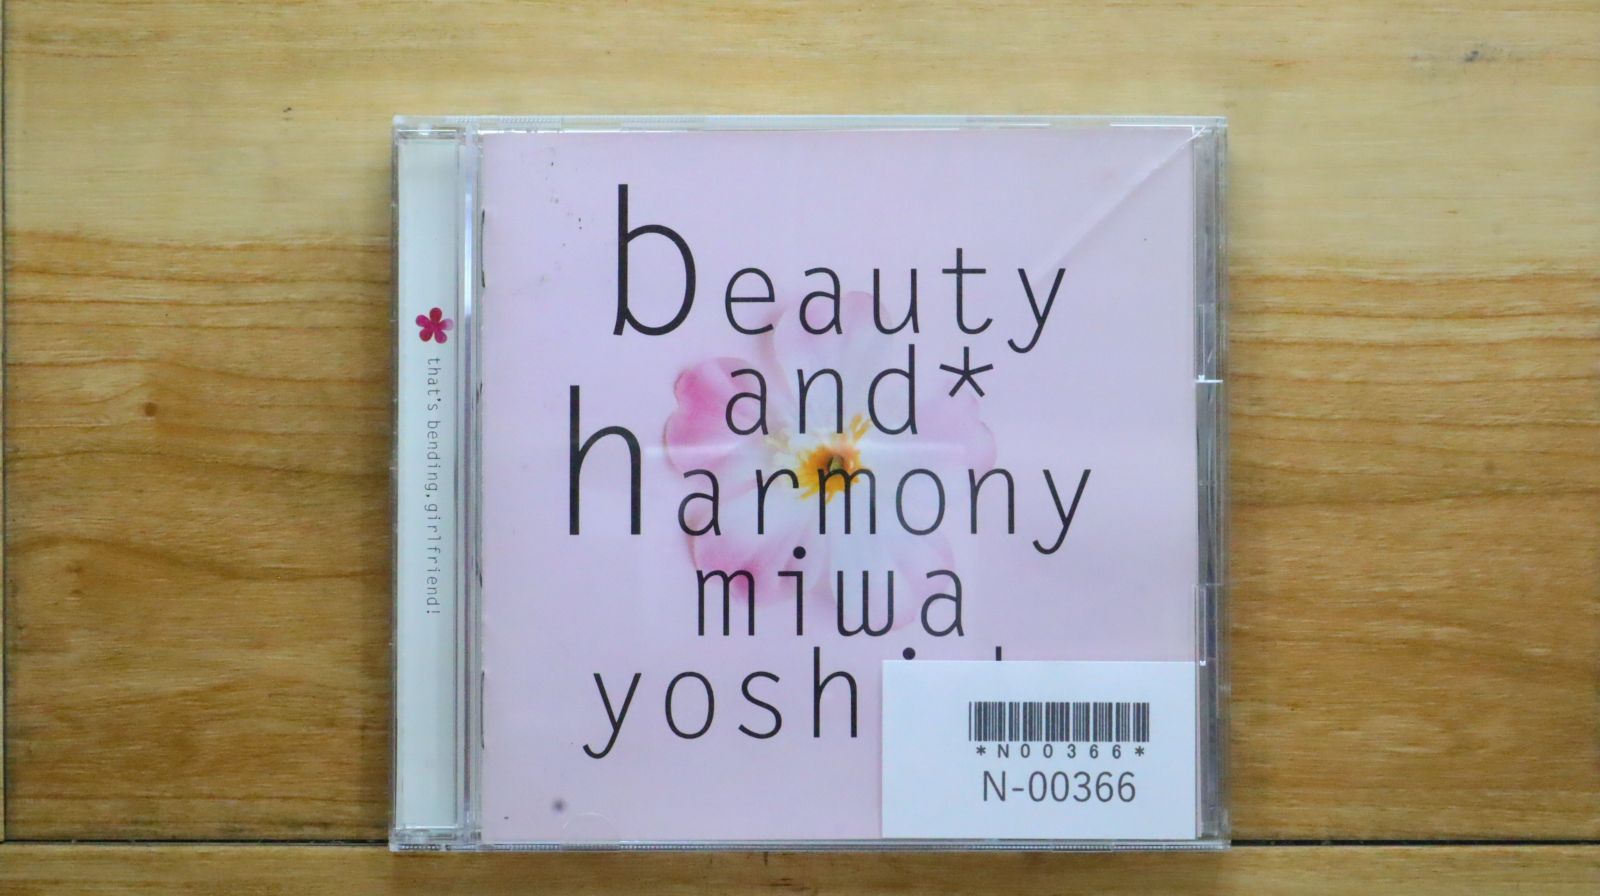 that's bending, girlfriend!
beauty
and*
harmony
miwa
yosh
*N00366*
N-00366